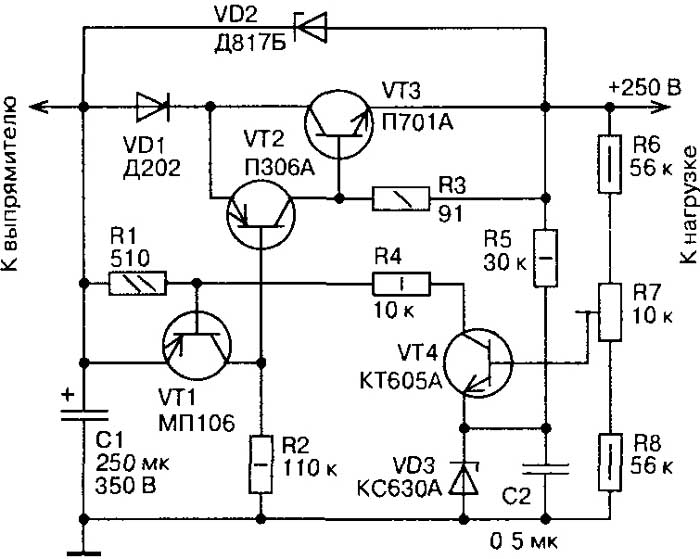 VD2
Д817Б
К выпрямителю
VD1
Д202
VT3
П701А
+250 В
VT2
П306А
R6
56 к
R3
91
К нагрузке
R1
510
R4
10 к
R5
30 к
R7
10 к
VT4
КТ605А
VT1
МП106
+
C1
250 мк
350 В
R2
110 к
VD3
КС630А
C2
0 5 мк
R8
56 к